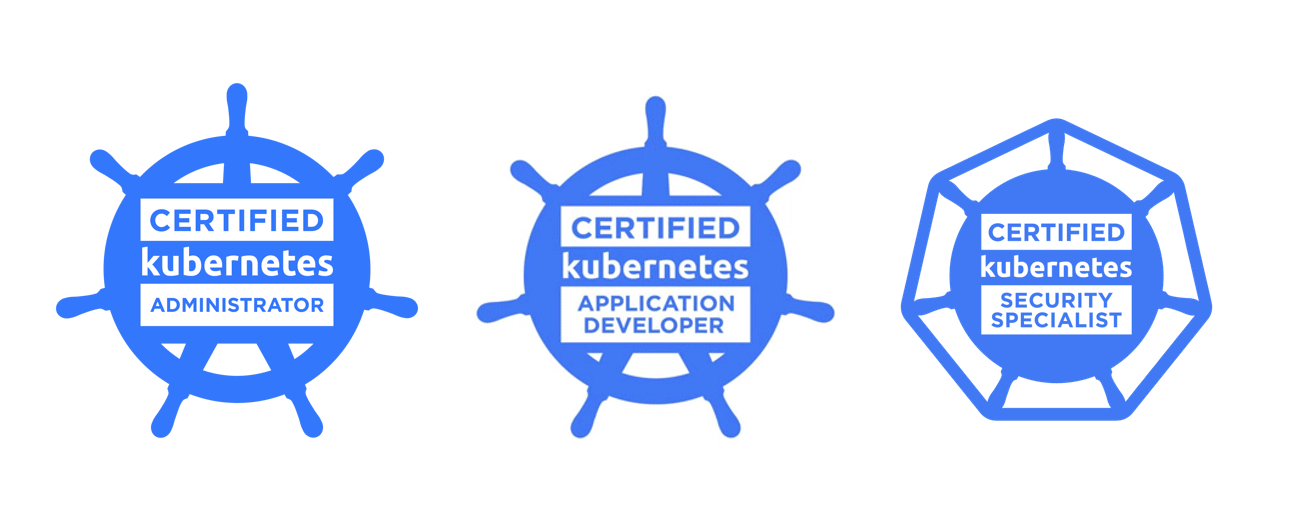 CERTIFIED
kubernetes
ADMINISTRATOR
CERTIFIED
kubernetes
APPLICATION
DEVELOPER
CERTIFIED
kubernetes
SECURITY
SPECIALIST